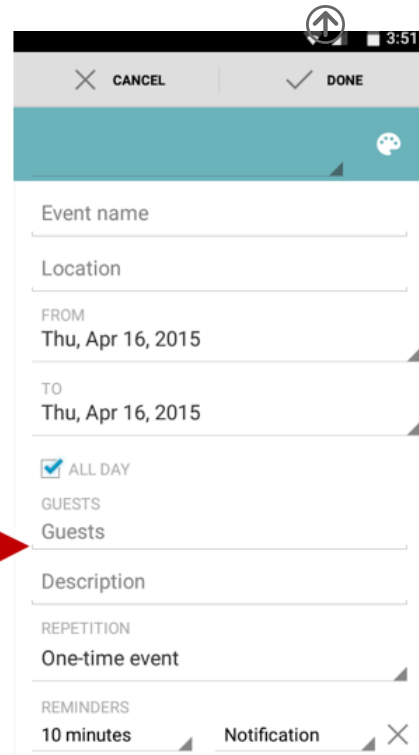 3:51
CANCEL DONE
Event name
Location
FROM
Thu, Apr 16, 2015
TO
Thu, Apr 16, 2015
ALL DAY
GUESTS
Guests
Description
REPETITION
One-time event
REMINDERS
10 minutes Notification